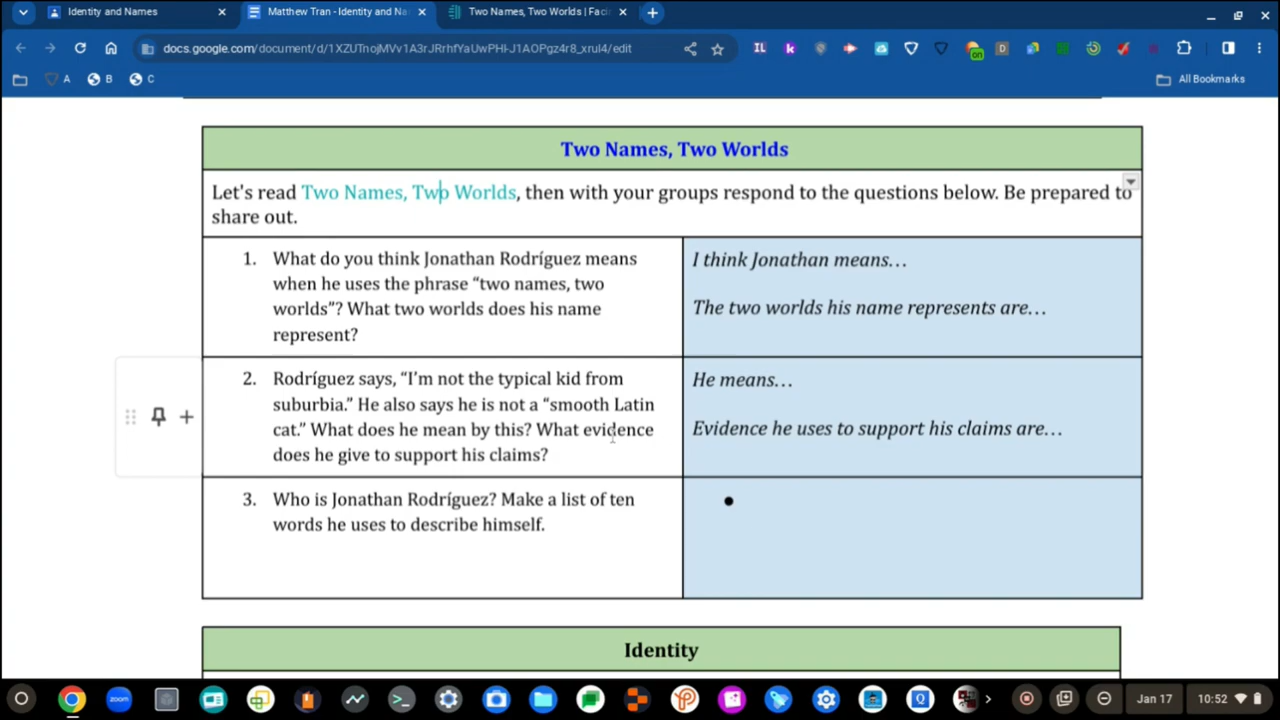 Identity and Names
Matthew Tran - Identity and Na
Two Names, Two Worlds | Faci
docs.google.com/document/d/1XZUTnojMVv1A3rJRrhfYaUwPHI-J1AOPgz4r8_xruI4/edit
A
B
C
All Bookmarks
Two Names, Two Worlds
Let's read Two Names, Two Worlds, then with your groups respond to the questions below. Be prepared to
share out.
1. What do you think Jonathan Rodríguez means
when he uses the phrase “two names, two
worlds”? What two worlds does his name
represent?
I think Jonathan means…
The two worlds his name represents are…
2. Rodríguez says, “I’m not the typical kid from
suburbia.” He also says he is not a “smooth Latin
cat.” What does he mean by this? What evidence
does he give to support his claims?
He means…
Evidence he uses to support his claims are…
3. Who is Jonathan Rodríguez? Make a list of ten
words he uses to describe himself.
Identity
zoom
Jan 17
10:52